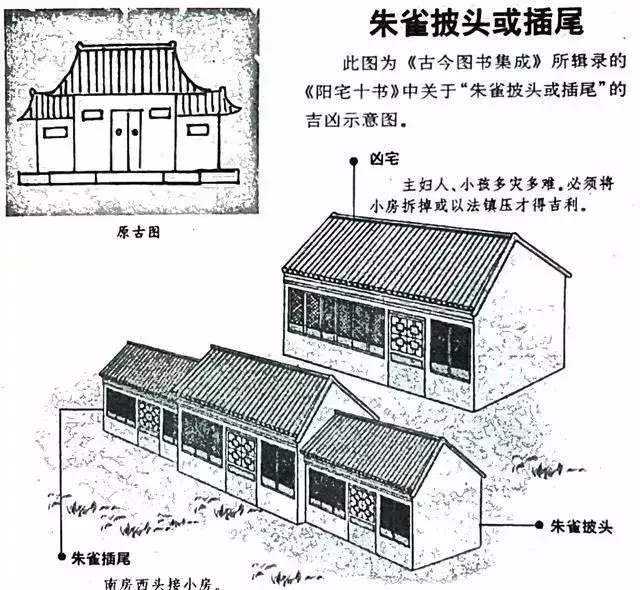 朱雀披头或插尾
此图为《古今图书集成》所辑录的
《阳宅十书》中关于“朱雀披头或插尾”的
吉凶示意图。
原古图
凶宅
主妇人、小孩多灾多难。必须将
小房拆掉或以法镇压才得吉利。
朱雀披头
朱雀插尾
南房西头接小房。